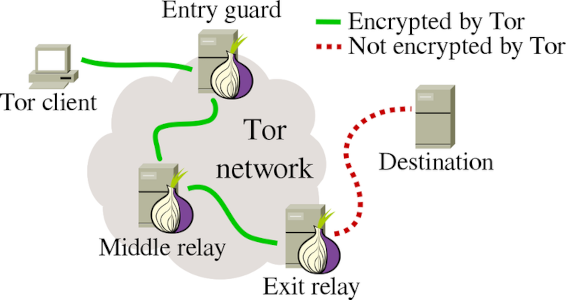 Entry guard
Encrypted by Tor
Not encrypted by Tor
Tor client
Tor
network
Destination
Middle relay
Exit relay